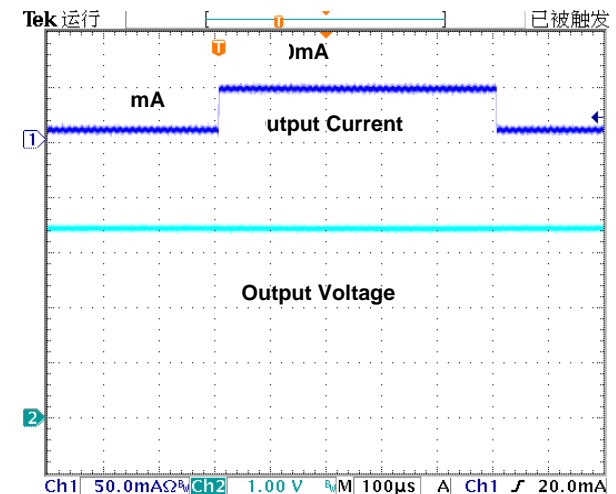 Tek 运行 已被触发
T
T
0mA
mA
utput Current
1
Output Voltage
2
Ch1 50.0mAΩ Ch2 1.00 V M 100µs A Ch1 20.0mA